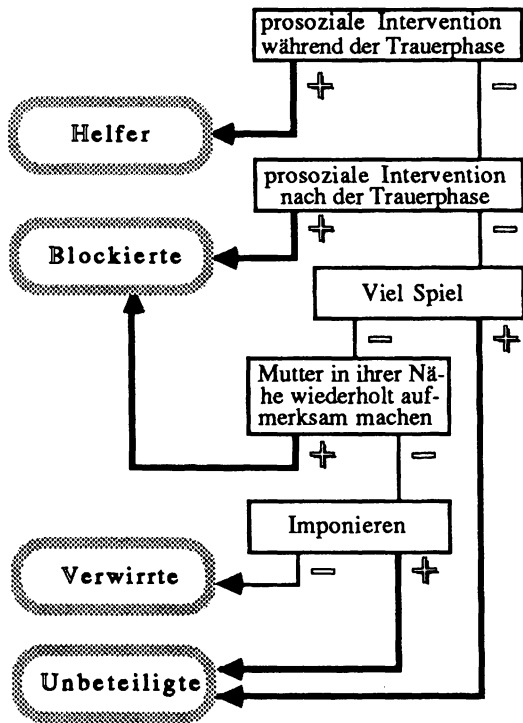 prosoziale Intervention
während der Trauerphase
+ −
Helfer
prosoziale Intervention
nach der Trauerphase
+ −
Blockierte
Viel Spiel
− +
Mutter in ihrer Nä-
he wiederholt auf-
merksam machen
+ −
Imponieren
− +
Verwirrte
Unbeteiligte